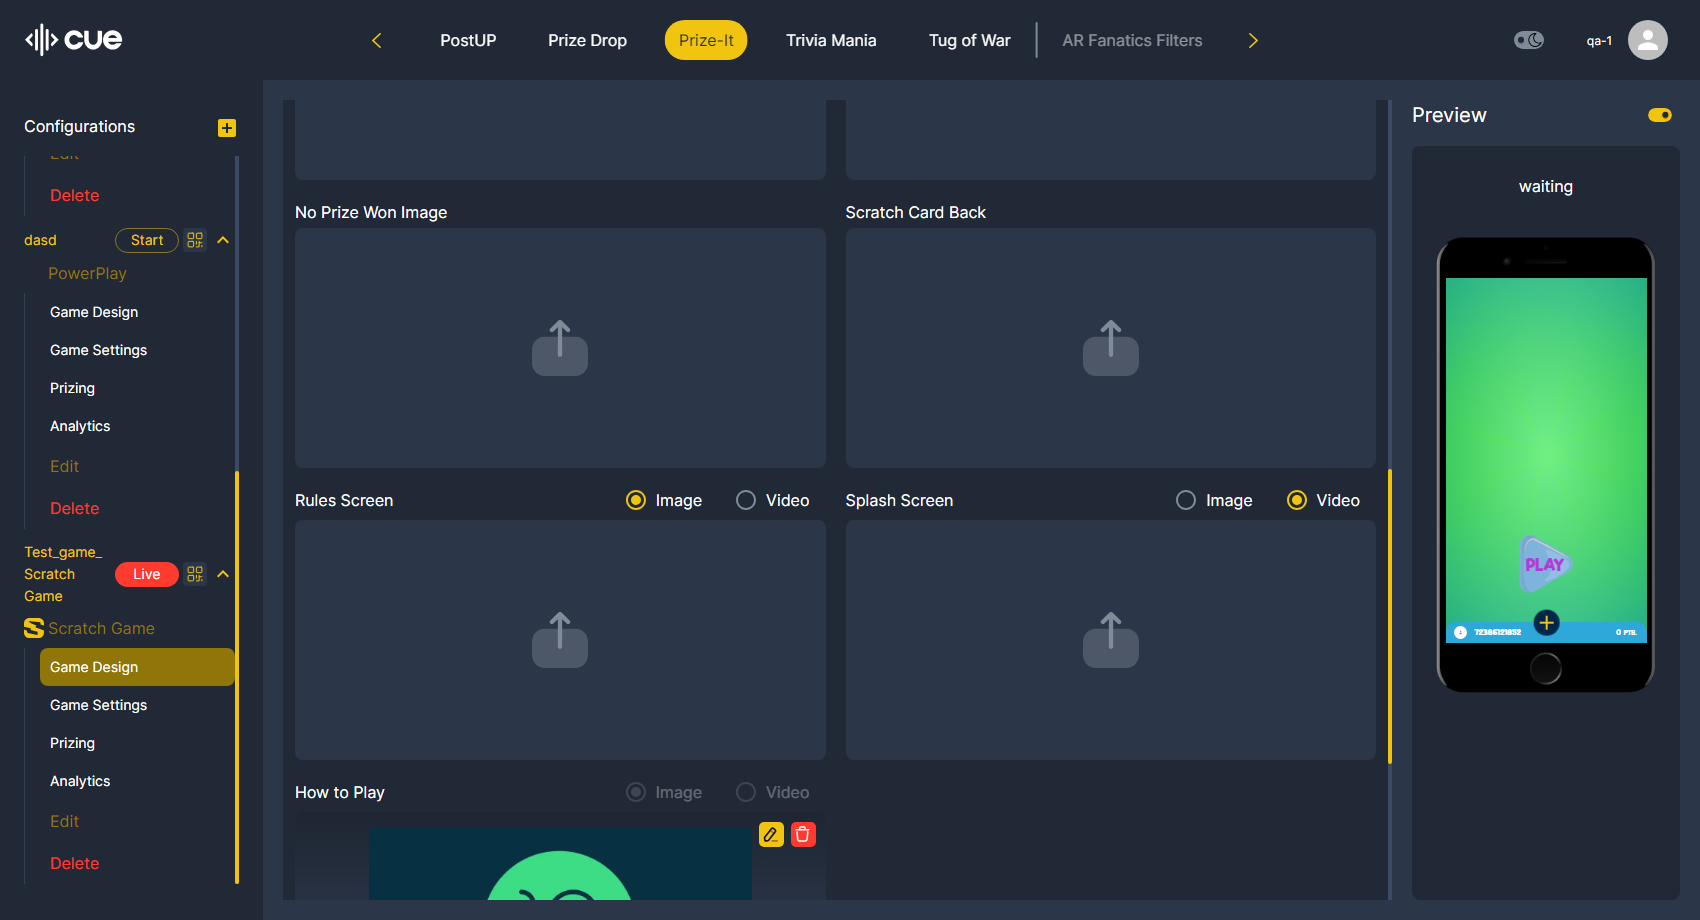 cue
PostUP
Prize Drop
Prize-It
Trivia Mania
Tug of War
AR Fanatics Filters
qa-1
Configurations
Delete
dasd
Start
PowerPlay
Game Design
Game Settings
Prizing
Analytics
Edit
Delete
Test_game_
Scratch
Game
Live
Scratch Game
Game Design
Game Settings
Prizing
Analytics
Edit
Delete
No Prize Won Image
Scratch Card Back
Rules Screen
Image
Video
Splash Screen
Image
Video
How to Play
Image
Video
Preview
waiting
PLAY
72386121852
0 PTS.